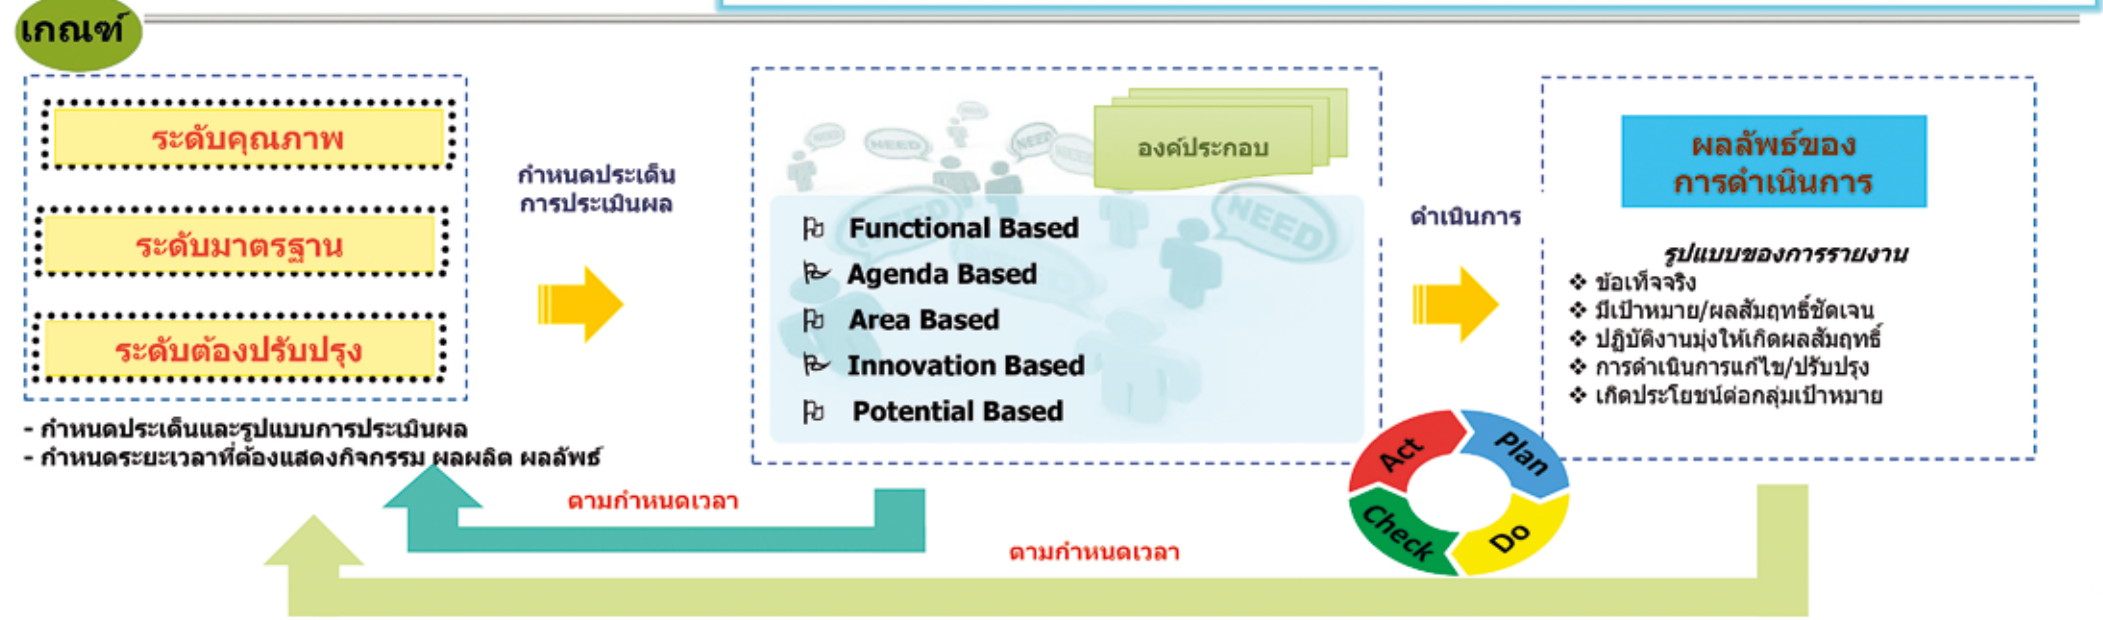 เกณฑ์
ระดับคุณภาพ
ระดับมาตรฐาน
ระดับต้องปรับปรุง
- กำหนดประเด็นและรูปแบบการประเมินผล
- กำหนดระยะเวลาที่ต้องแสดงกิจกรรม ผลผลิต ผลลัพธ์
กำหนดประเด็น
การประเมินผล
องค์ประกอบ
NEED
NEED
NEED
NEED
Functional Based
Agenda Based
Area Based
Innovation Based
Potential Based
ดำเนินการ
ผลลัพธ์ของ
การดำเนินการ
รูปแบบของการรายงาน
❖ ข้อเท็จจริง
❖ มีเป้าหมาย/ผลสัมฤทธิ์ชัดเจน
❖ ปฏิบัติงานมุ่งให้เกิดผลสัมฤทธิ์
❖ การดำเนินการแก้ไข/ปรับปรุง
❖ เกิดประโยชน์ต่อกลุ่มเป้าหมาย
Act
Plan
Check
Do
ตามกำหนดเวลา
ตามกำหนดเวลา